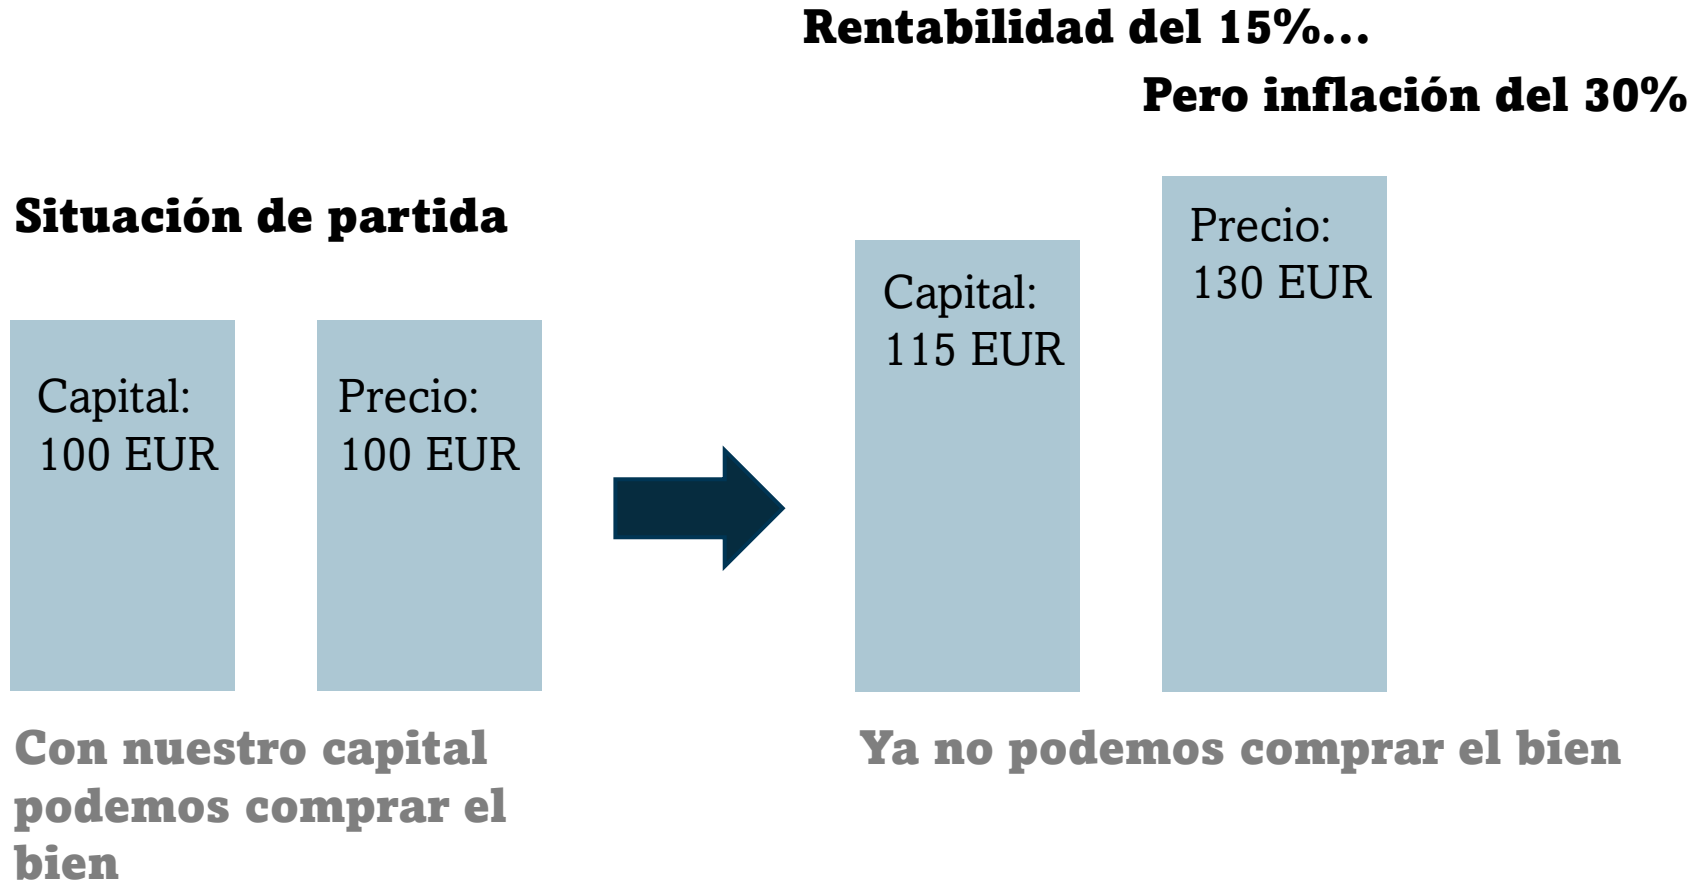 Rentabilidad del 15%...
Pero inflación del 30%
Situación de partida
Capital:
100 EUR
Precio:
100 EUR
Capital:
115 EUR
Precio:
130 EUR
Con nuestro capital
podemos comprar el
bien
Ya no podemos comprar el bien